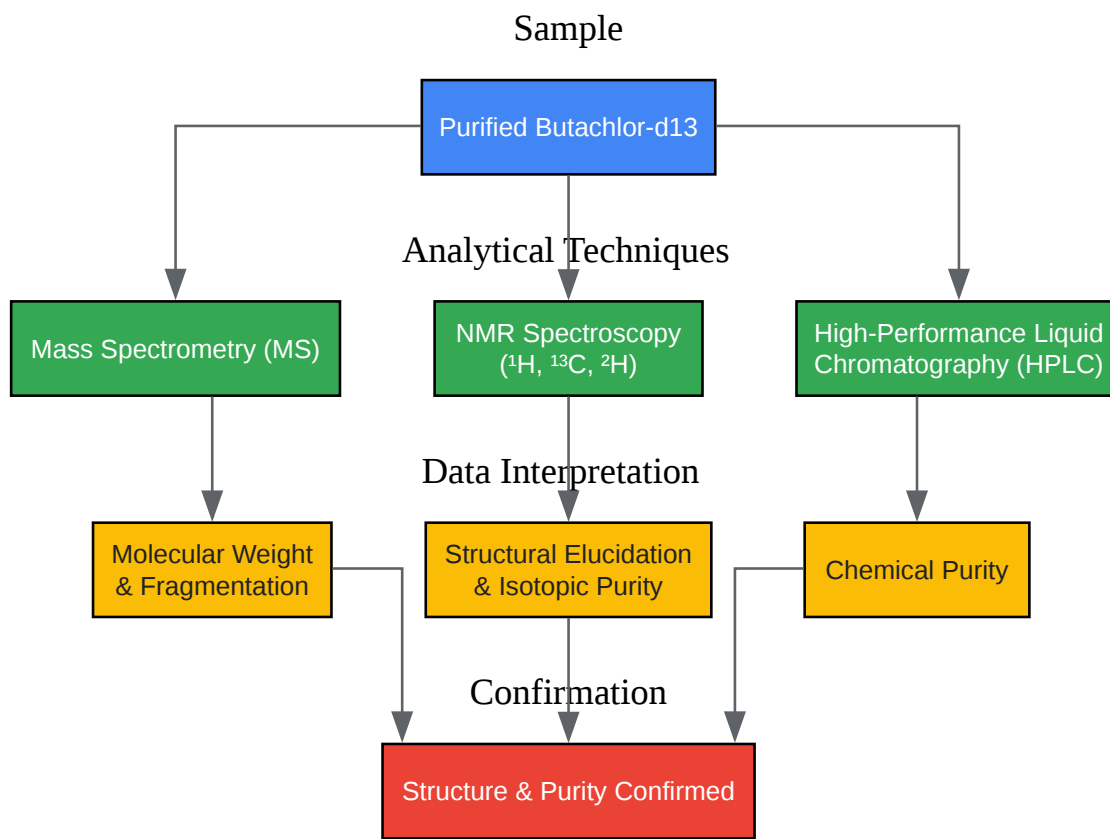 Sample
Purified Butachlor-d13
Analytical Techniques
Mass Spectrometry (MS)
NMR Spectroscopy
(¹H, ¹³C, ²H)
High-Performance Liquid
Chromatography (HPLC)
Data Interpretation
Molecular Weight
& Fragmentation
Structural Elucidation
& Isotopic Purity
Chemical Purity
Confirmation
Structure & Purity Confirmed